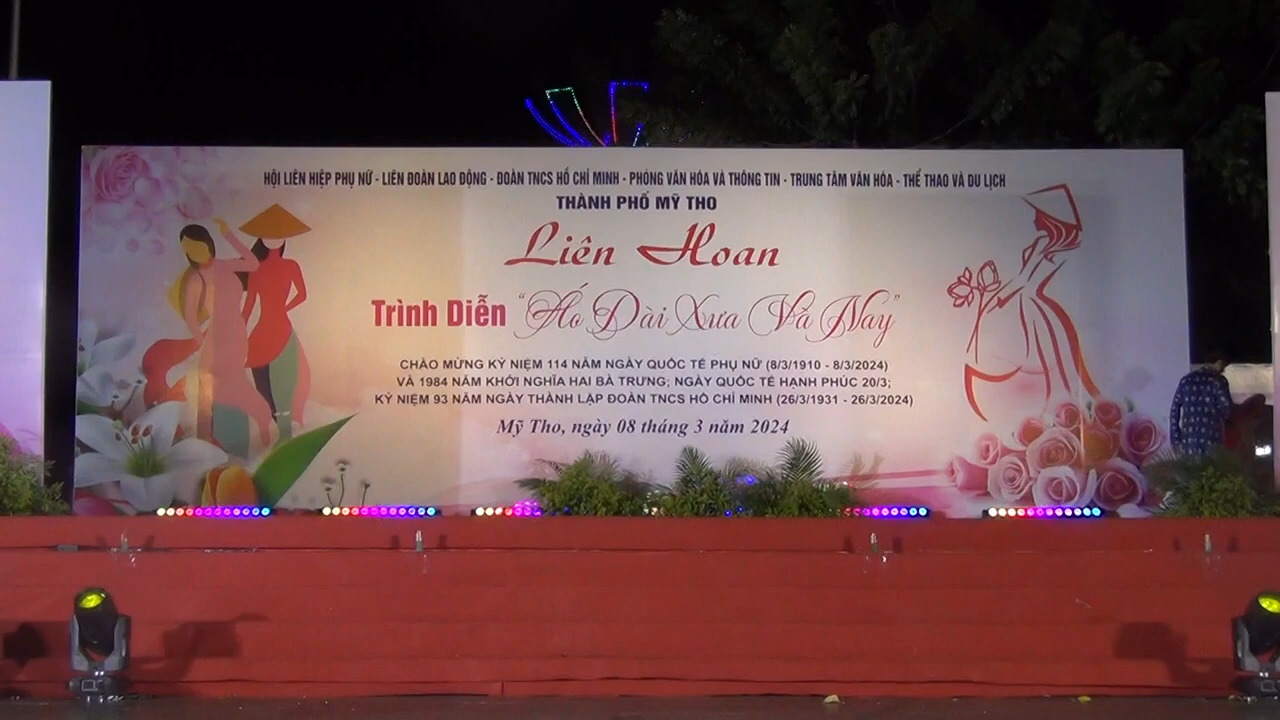 HỘI LIÊN HIỆP PHỤ NỮ - LIÊN ĐOÀN LAO ĐỘNG - ĐOÀN TNCS HỒ CHÍ MINH - PHÒNG VĂN HÓA VÀ THÔNG TIN - TRUNG TÂM VĂN HÓA - THỂ THAO VÀ DU LỊCH
THÀNH PHỐ MỸ THO
Liên Hoan
Trình Diễn "Áo Dài Xưa Và Nay"
CHÀO MỪNG KỶ NIỆM 114 NĂM NGÀY QUỐC TẾ PHỤ NỮ (8/3/1910 - 8/3/2024)
VÀ 1984 NĂM KHỞI NGHĨA HAI BÀ TRƯNG; NGÀY QUỐC TẾ HẠNH PHÚC 20/3;
KỶ NIỆM 93 NĂM NGÀY THÀNH LẬP ĐOÀN TNCS HỒ CHÍ MINH (26/3/1931 - 26/3/2024)
Mỹ Tho, ngày 08 tháng 3 năm 2024